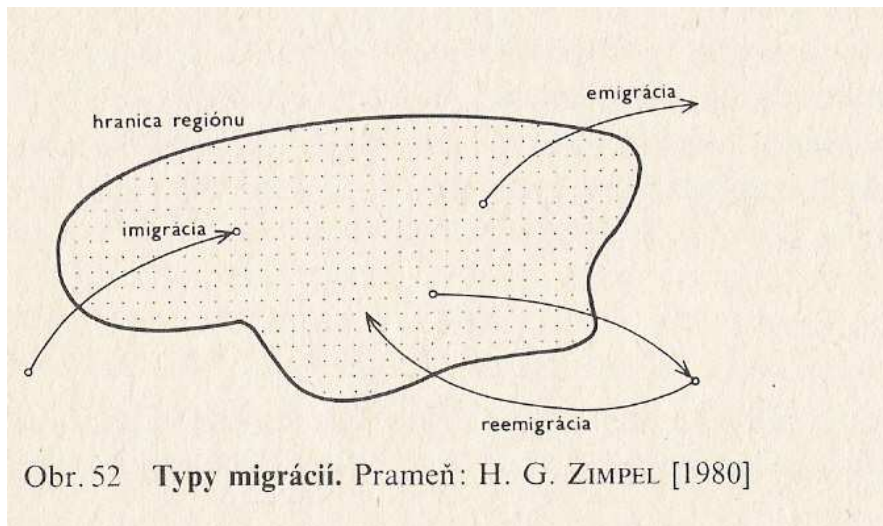 emigrácia
hranica regiónu
imigrácia
reemigrácia
Obr. 52 Typy migrácií. Prameň: H. G. ZIMPEL [1980]